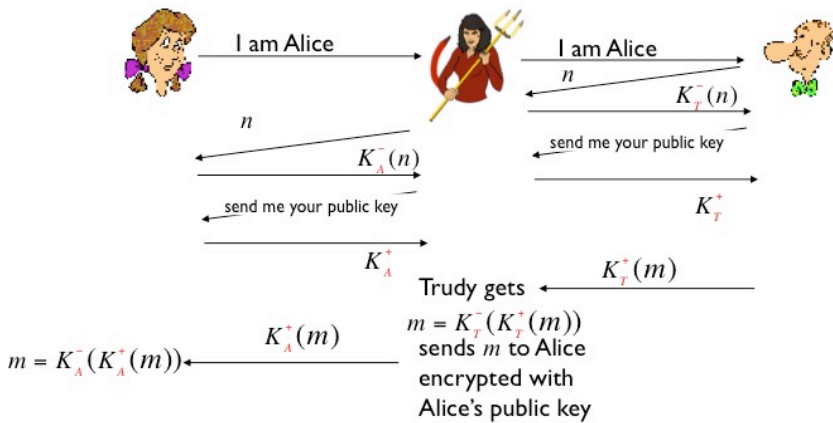 I am Alice
I am Alice
n
K_T^-(n)
n
send me your public key
K_A^-(n)
send me your public key
K_T^+
K_A^+
K_T^+(m)
Trudy gets
m = K_T^-(K_T^+(m))
K_A^+(m)
sends m to Alice
m = K_A^-(K_A^+(m))
encrypted with
Alice's public key